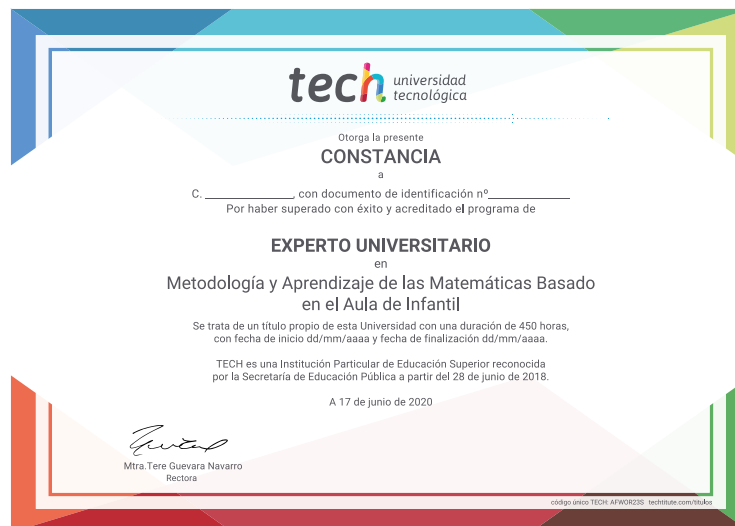 tech universidad
tecnológica
Otorga la presente
CONSTANCIA
a
C. ______________, con documento de identificación nº______________
Por haber superado con éxito y acreditado el programa de
EXPERTO UNIVERSITARIO
en
Metodología y Aprendizaje de las Matemáticas Basado
en el Aula de Infantil
Se trata de un título propio de esta Universidad con una duración de 450 horas,
con fecha de inicio dd/mm/aaaa y fecha de finalización dd/mm/aaaa.
TECH es una Institución Particular de Educación Superior reconocida
por la Secretaría de Educación Pública a partir del 28 de junio de 2018.
A 17 de junio de 2020
Mtra.Tere Guevara Navarro
Rectora
código único TECH: AFWOR23S techtitute.com/titulos